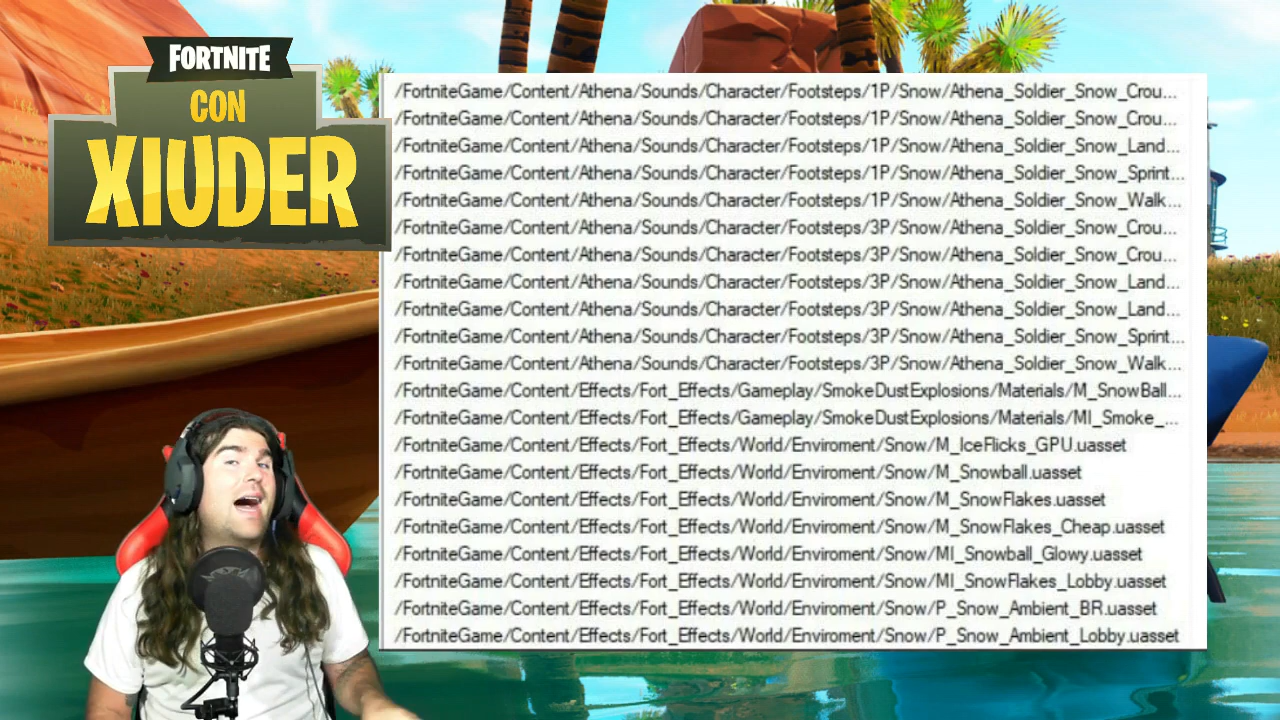 FORTNITE
CON
XIUDER
/FortniteGame/Content/Athena/Sounds/Character/Footsteps/1P/Snow/Athena_Soldier_Snow_Crou...
/FortniteGame/Content/Athena/Sounds/Character/Footsteps/1P/Snow/Athena_Soldier_Snow_Crou...
/FortniteGame/Content/Athena/Sounds/Character/Footsteps/1P/Snow/Athena_Soldier_Snow_Land...
/FortniteGame/Content/Athena/Sounds/Character/Footsteps/1P/Snow/Athena_Soldier_Snow_Sprint...
/FortniteGame/Content/Athena/Sounds/Character/Footsteps/1P/Snow/Athena_Soldier_Snow_Walk...
/FortniteGame/Content/Athena/Sounds/Character/Footsteps/3P/Snow/Athena_Soldier_Snow_Crou...
/FortniteGame/Content/Athena/Sounds/Character/Footsteps/3P/Snow/Athena_Soldier_Snow_Crou...
/FortniteGame/Content/Athena/Sounds/Character/Footsteps/3P/Snow/Athena_Soldier_Snow_Land...
/FortniteGame/Content/Athena/Sounds/Character/Footsteps/3P/Snow/Athena_Soldier_Snow_Land...
/FortniteGame/Content/Athena/Sounds/Character/Footsteps/3P/Snow/Athena_Soldier_Snow_Sprint...
/FortniteGame/Content/Athena/Sounds/Character/Footsteps/3P/Snow/Athena_Soldier_Snow_Walk...
/FortniteGame/Content/Effects/Fort_Effects/Gameplay/SmokeDustExplosions/Materials/M_SnowBall...
/FortniteGame/Content/Effects/Fort_Effects/Gameplay/SmokeDustExplosions/Materials/MI_Smoke_...
/FortniteGame/Content/Effects/Fort_Effects/World/Enviroment/Snow/M_IceFlicks_GPU.uasset
/FortniteGame/Content/Effects/Fort_Effects/World/Enviroment/Snow/M_Snowball.uasset
/FortniteGame/Content/Effects/Fort_Effects/World/Enviroment/Snow/M_SnowFlakes.uasset
/FortniteGame/Content/Effects/Fort_Effects/World/Enviroment/Snow/M_SnowFlakes_Cheap.uasset
/FortniteGame/Content/Effects/Fort_Effects/World/Enviroment/Snow/MI_Snowball_Glowy.uasset
/FortniteGame/Content/Effects/Fort_Effects/World/Enviroment/Snow/MI_SnowFlakes_Lobby.uasset
/FortniteGame/Content/Effects/Fort_Effects/World/Enviroment/Snow/P_Snow_Ambient_BR.uasset
/FortniteGame/Content/Effects/Fort_Effects/World/Enviroment/Snow/P_Snow_Ambient_Lobby.uasset